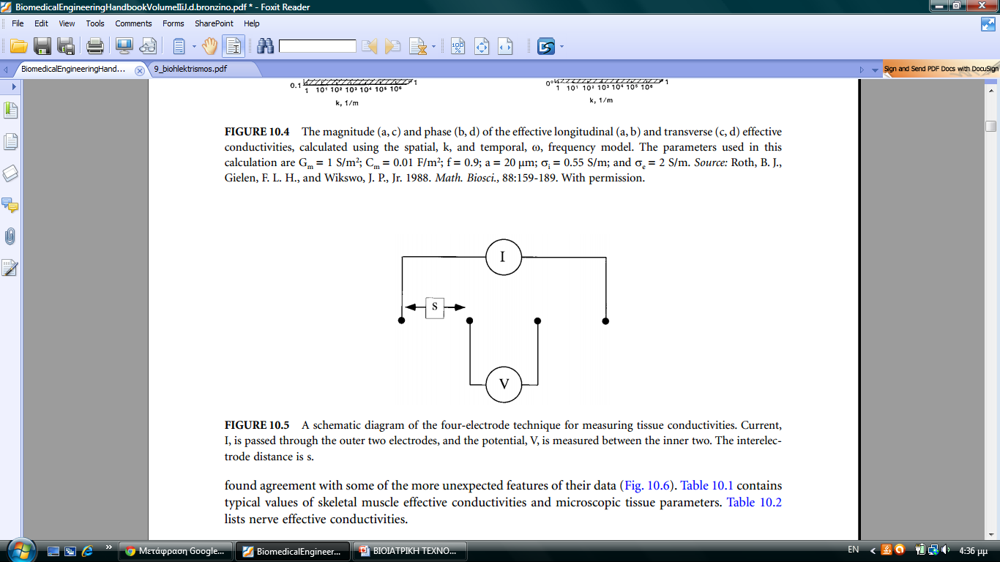 BiomedicalEngineeringHandbookVolumeIIiJ.d.bronzino.pdf * - Foxit Reader
File Edit View Tools Comments Forms SharePoint Help
BiomedicalEngineeringHand... 9_biohlektrismos.pdf Sign and Send PDF Docs with DocuSign
0.1 1 0° 1
1 10¹ 10² 10³ 10⁴ 10⁵ 10⁶ 1 10¹ 10² 10³ 10⁴ 10⁵ 10⁶
k, 1/m k, 1/m
FIGURE 10.4 The magnitude (a, c) and phase (b, d) of the effective longitudinal (a, b) and transverse (c, d) effective
conductivities, calculated using the spatial, k, and temporal, ω, frequency model. The parameters used in this
calculation are Gm = 1 S/m²; Cm = 0.01 F/m²; f = 0.9; a = 20 µm; σi = 0.55 S/m; and σe = 2 S/m. Source: Roth, B. J.,
Gielen, F. L. H., and Wikswo, J. P., Jr. 1988. Math. Biosci., 88:159-189. With permission.
I
S
V
FIGURE 10.5 A schematic diagram of the four-electrode technique for measuring tissue conductivities. Current,
I, is passed through the outer two electrodes, and the potential, V, is measured between the inner two. The interelec-
trode distance is s.
found agreement with some of the more unexpected features of their data (Fig. 10.6). Table 10.1 contains
typical values of skeletal muscle effective conductivities and microscopic tissue parameters. Table 10.2
lists nerve effective conductivities.
Μετάφραση Google... BiomedicalEngineer... ΒΙΟΙΑΤΡΙΚΗ ΤΕΧΝΟ... EN 4:36 μμ